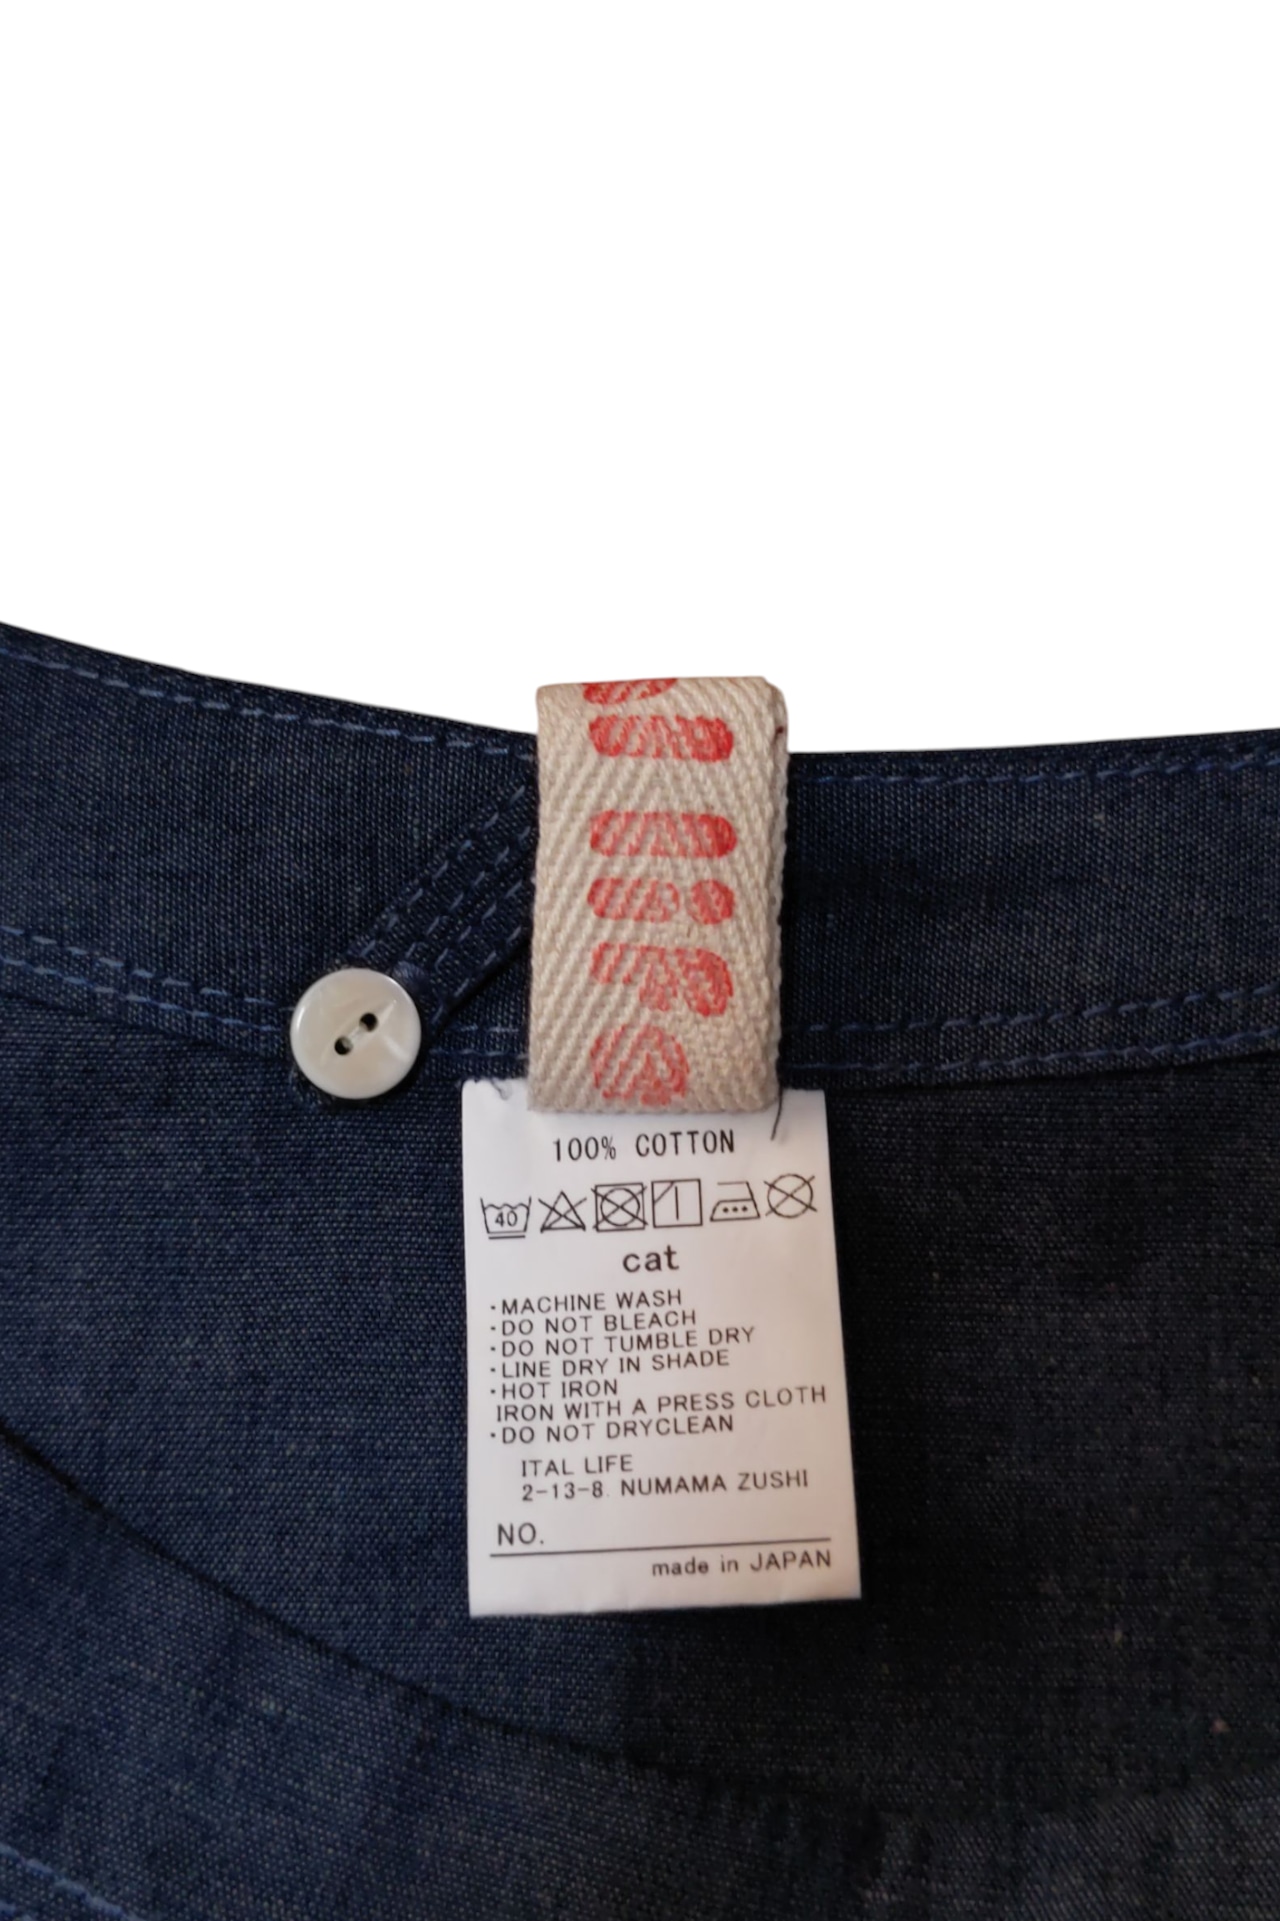 life
100% COTTON
40
cat
·MACHINE WASH
·DO NOT BLEACH
·DO NOT TUMBLE DRY
·LINE DRY IN SHADE
·HOT IRON
IRON WITH A PRESS CLOTH
·DO NOT DRYCLEAN
ITAL LIFE
2-13-8. NUMAMA ZUSHI
NO.
made in JAPAN